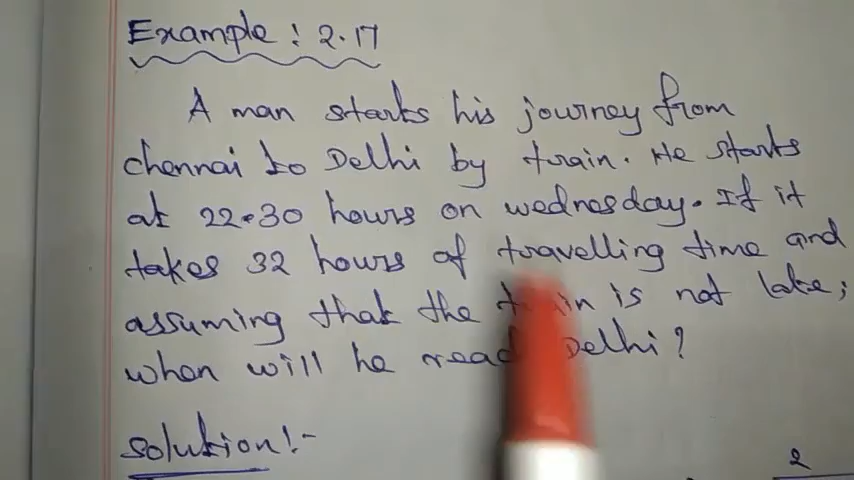 Example : 2.17
A man starts his journey from
chennai to Delhi by train. He starts
at 22.30 hours on wednesday. If it
takes 32 hours of travelling time and
assuming that the is not late;
when will he Delhi?
solution:-
2